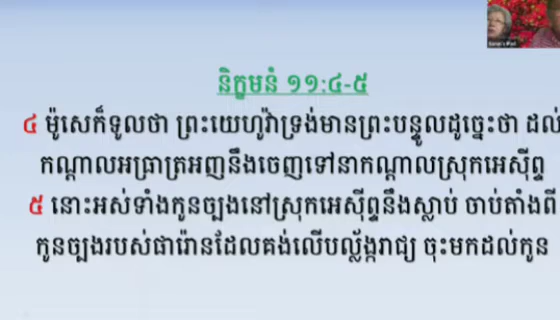 និក្ខមនំ ១១:៤-៥
៤ ម៉ូសេក៏ទូលថា ព្រះយេហូវ៉ាទ្រង់មានព្រះបន្ទូលដូច្នេះថា ដល់
កណ្តាលអធ្រាត្រអញនឹងចេញទៅនាកណ្តាលស្រុកអេស៊ីព្ទ
៥ នោះអស់ទាំងកូនច្បងនៅស្រុកអេស៊ីព្ទនឹងស្លាប់ ចាប់តាំងពី
កូនច្បងរបស់ផារ៉ោនដែលគង់លើបល្ល័ង្ករាជ្យ ចុះមកដល់កូន